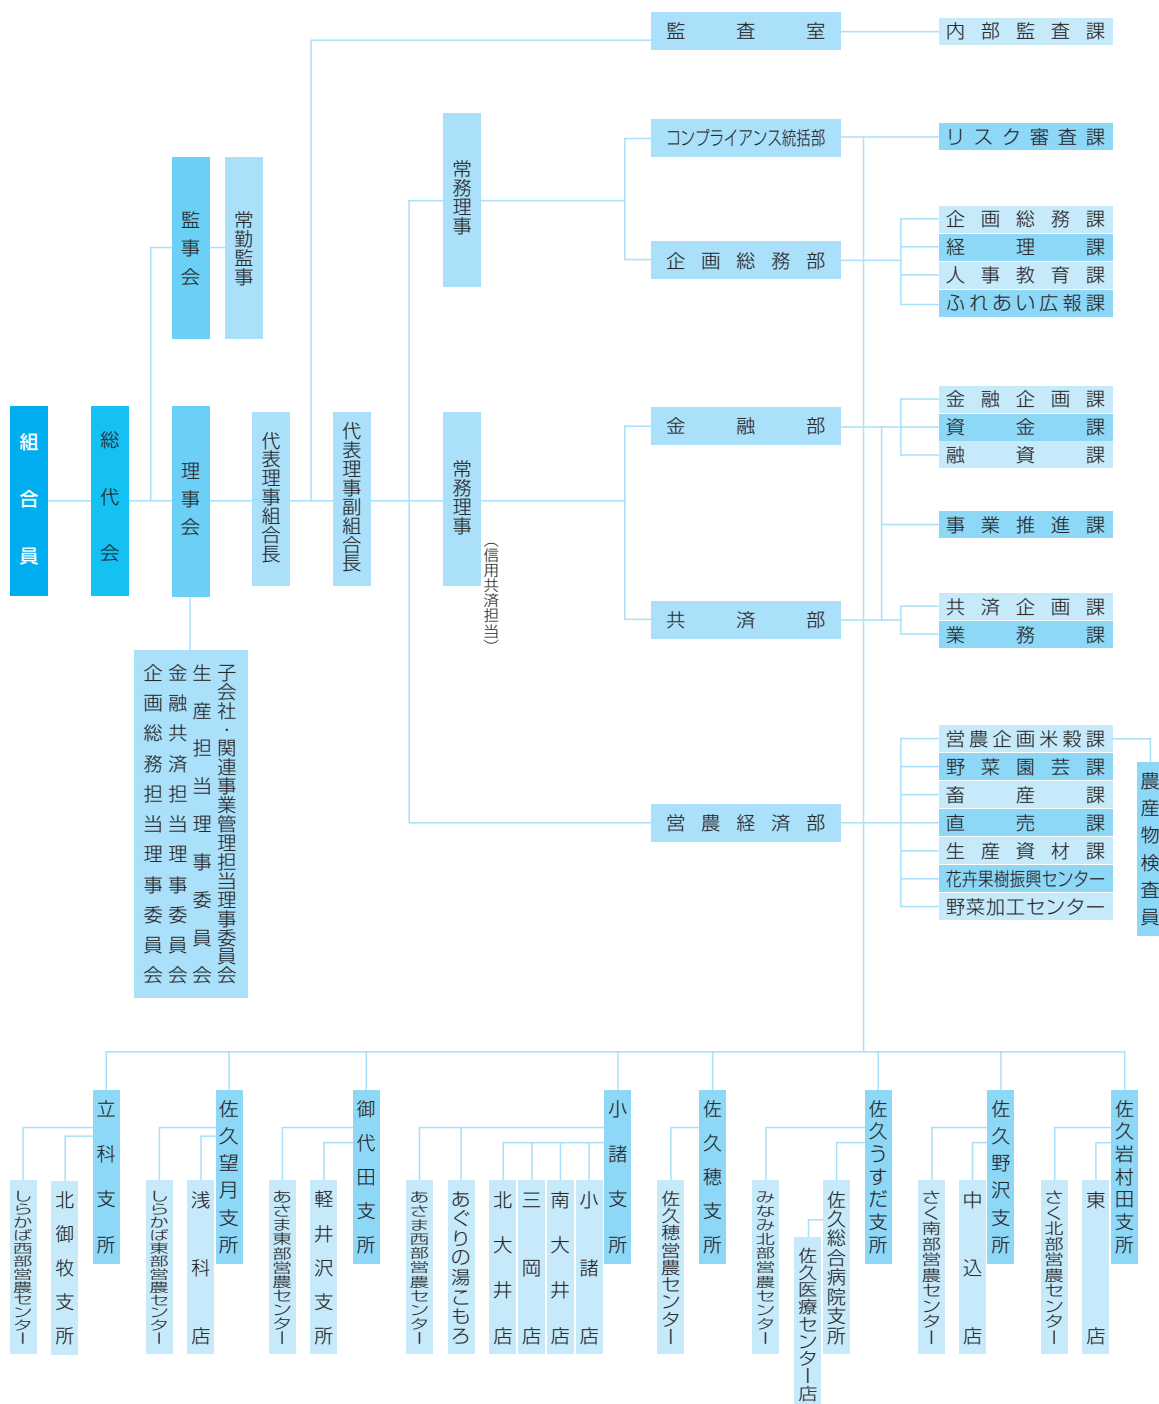 組合員
総代会
監事会
常勤監事
理事会
子会社・関連事業管理担当理事委員会
生産担当理事委員会
金融共済担当理事委員会
企画総務担当理事委員会
代表理事組合長
代表理事副組合長
常務理事
常務理事
（信用共済担当）
監査室
内部監査課
コンプライアンス統括部
リスク審査課
企画総務部
企画総務課
経理課
人事教育課
ふれあい広報課
金融部
金融企画課
資金課
融資課
事業推進課
共済部
共済企画課
業務課
営農経済部
営農企画米穀課
野菜園芸課
畜産課
直売課
生産資材課
花卉果樹振興センター
野菜加工センター
農産物検査員
佐久岩村田支所
東店
さく北部営農センター
佐久野沢支所
中込店
さく南部営農センター
佐久うすだ支所
佐久総合病院支所
佐久医療センター店
みなみ北部営農センター
佐久穂支所
佐久穂営農センター
小諸支所
小諸店
南大井店
三岡店
北大井店
あぐりの湯こもろ
あさま西部営農センター
御代田支所
軽井沢支所
あさま東部営農センター
佐久望月支所
浅科店
しらかば東部営農センター
立科支所
北御牧支所
しらかば西部営農センター